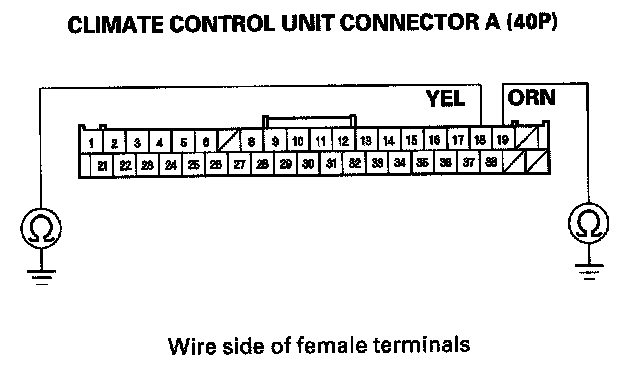 CLIMATE CONTROL UNIT CONNECTOR A (40P)
YEL ORN
1 2 3 4 5 6 8 9 10 11 12 13 14 15 16 17 18 19
21 22 23 24 25 26 27 28 29 30 31 32 33 34 35 36 37 38
Ω Ω
Wire side of female terminals